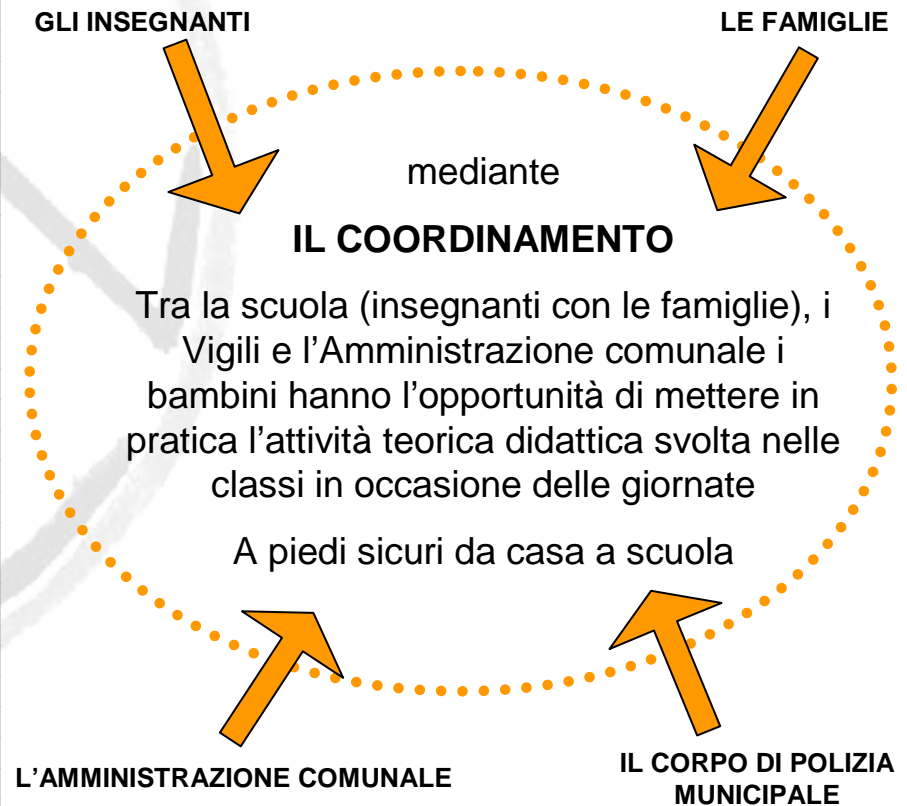 GLI INSEGNANTI
LE FAMIGLIE
mediante
IL COORDINAMENTO
Tra la scuola (insegnanti con le famiglie), i
Vigili e l’Amministrazione comunale i
bambini hanno l’opportunità di mettere in
pratica l’attività teorica didattica svolta nelle
classi in occasione delle giornate
A piedi sicuri da casa a scuola
L’AMMINISTRAZIONE COMUNALE
IL CORPO DI POLIZIA
MUNICIPALE